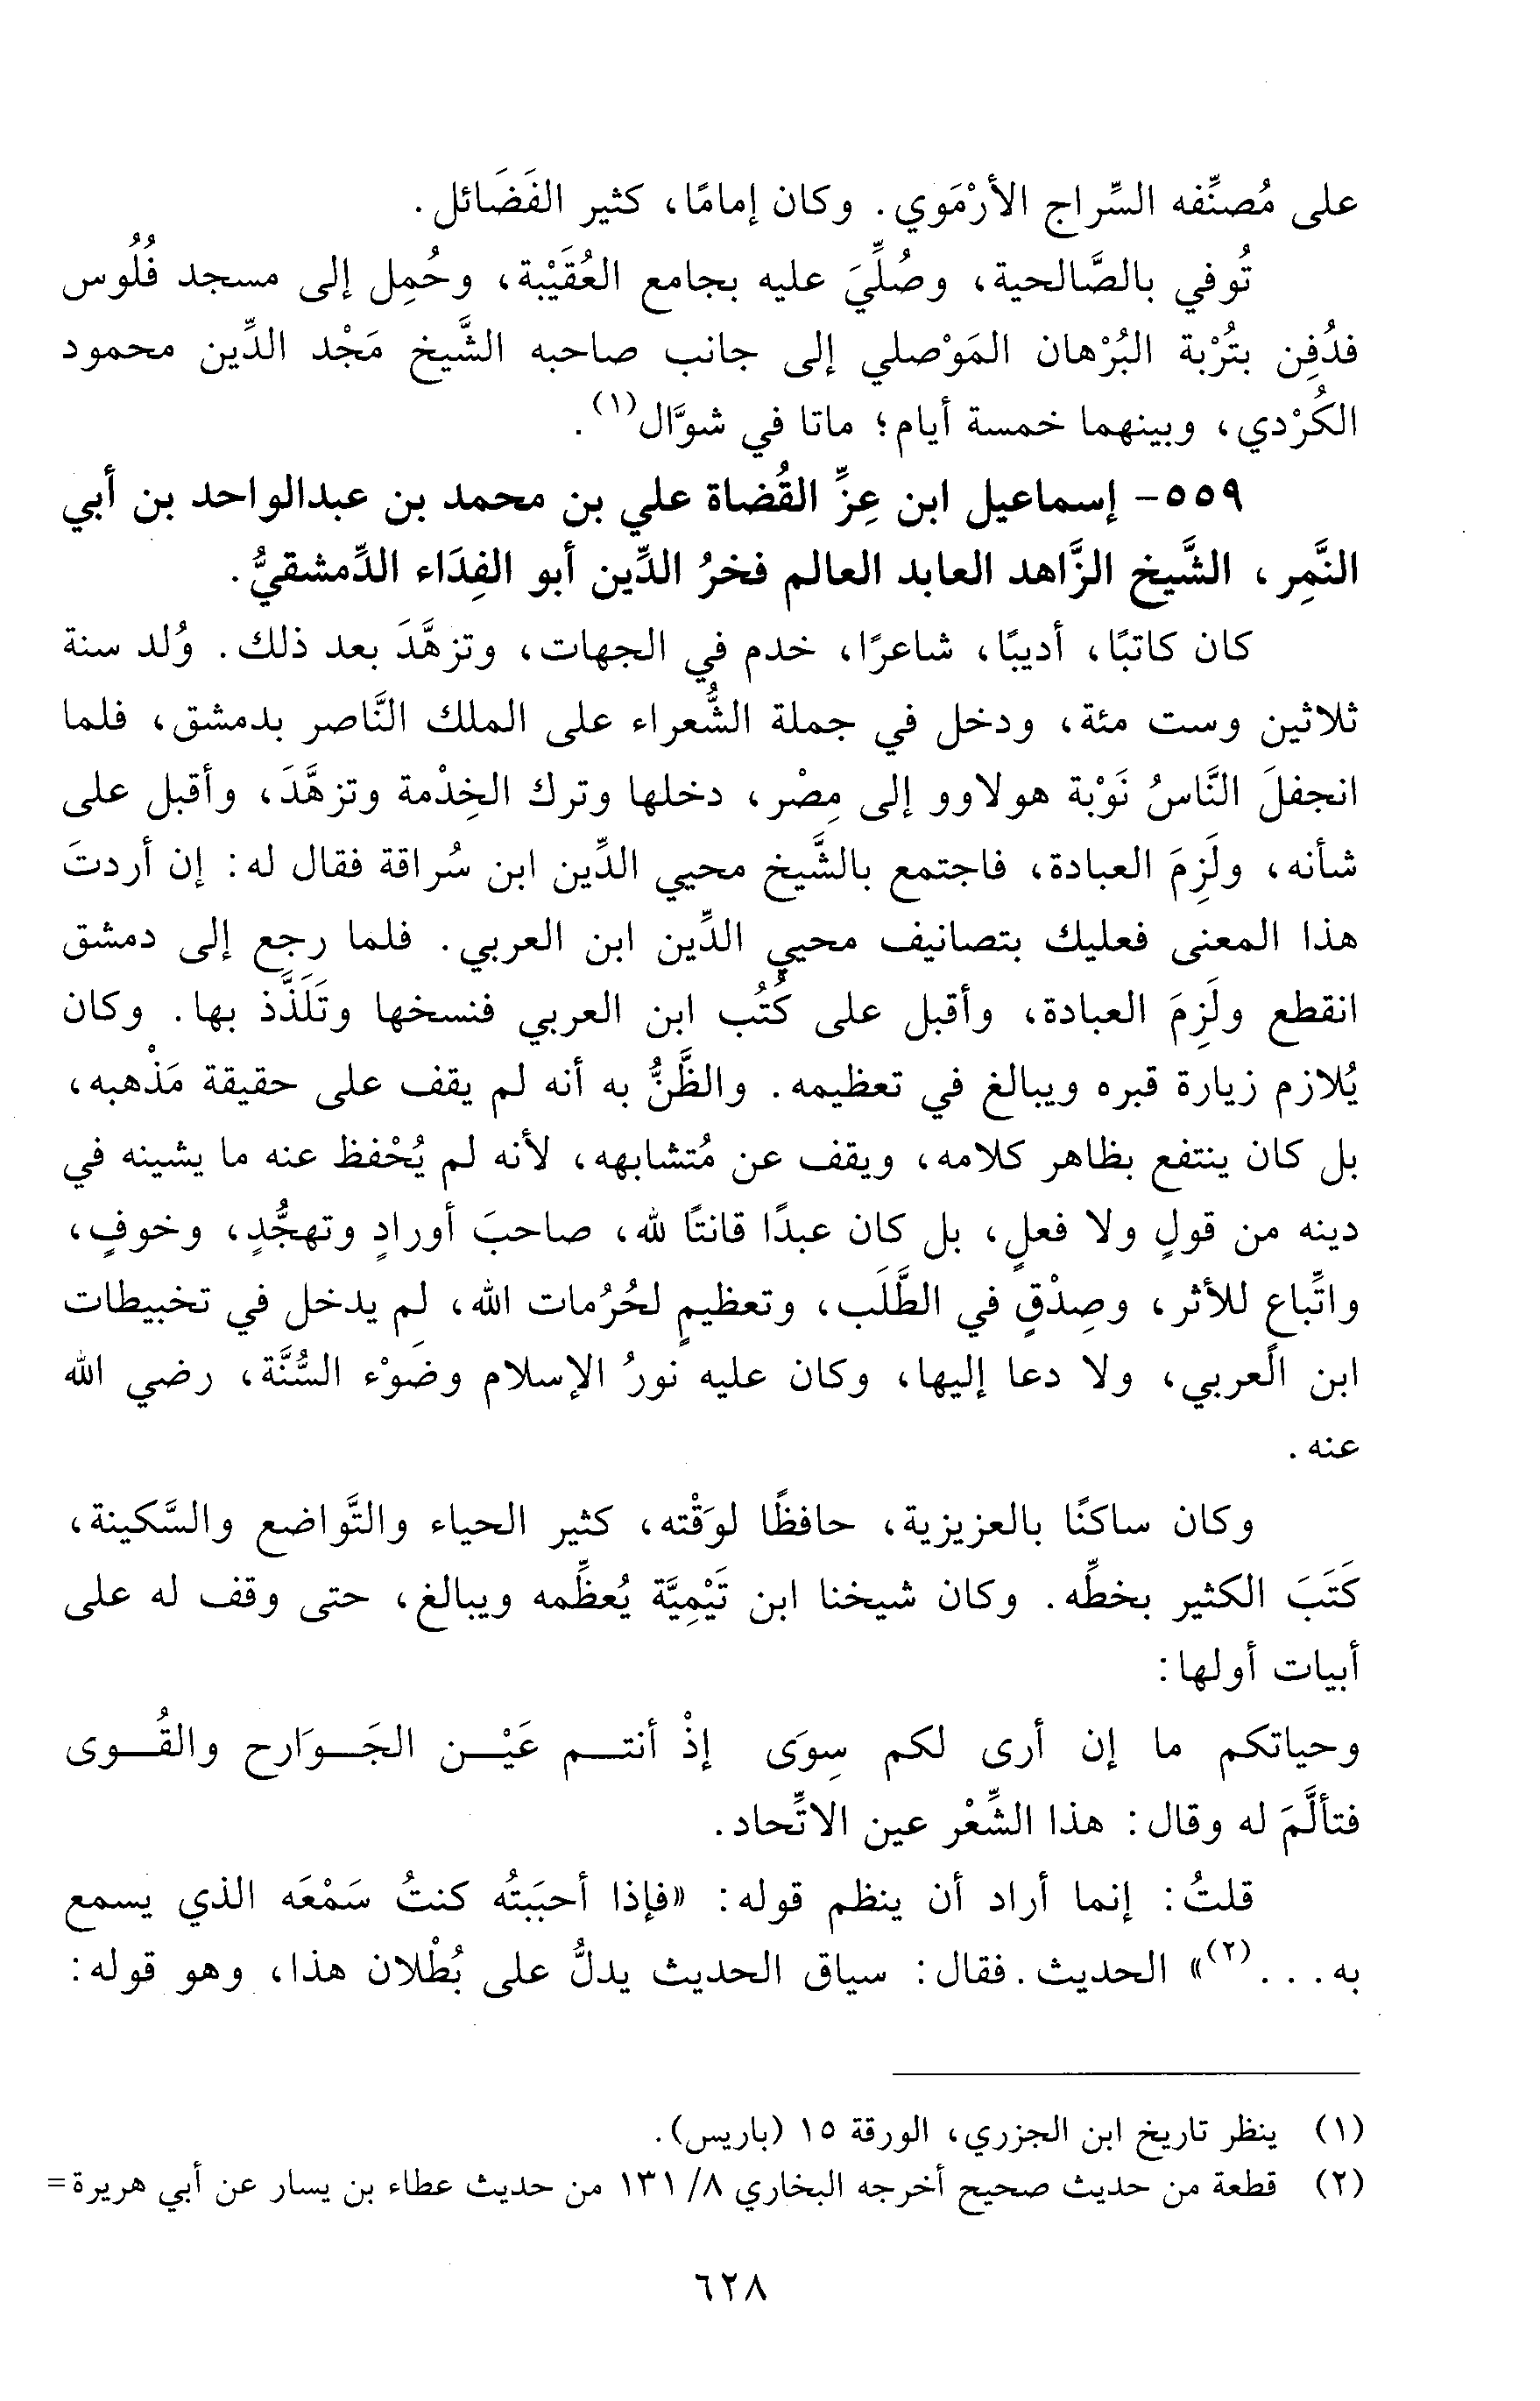 على مُصنِّفه السِّراج الأرْمَوي. وكان إمامًا، كثير الفَضَائل.
تُوفي بالصَّالحية، وصُلِّيَ عليه بجامع العُقَيْبة، وحُمِل إلى مسجد فُلُوس
فدُفِن بتُرْبة البُرْهان المَوْصلي إلى جانب صاحبه الشَّيخ مَجْد الدِّين محمود
الكُرْدي، وبينهما خمسة أيام؛ ماتا في شوَّال(١).
٥٥٩- إسماعيل ابن عِزِّ القُضاة علي بن محمد بن عبدالواحد بن أبي
النَّمِر، الشَّيخ الزَّاهد العابد العالم فخرُ الدِّين أبو الفِدَاء الدِّمشقيُّ.
كان كاتبًا، أديبًا، شاعرًا، خدم في الجهات، وتزهَّدَ بعد ذلك. وُلد سنة
ثلاثين وست مئة، ودخل في جملة الشُّعراء على الملك النَّاصر بدمشق، فلما
انجفلَ النَّاسُ نَوْبة هولاوو إلى مِصْر، دخلها وترك الخِدْمة وتزهَّدَ، وأقبل على
شأنه، ولَزِمَ العبادة، فاجتمع بالشَّيخ محيي الدِّين ابن سُراقة فقال له: إن أردتَ
هذا المعنى فعليك بتصانيف محيي الدِّين ابن العربي. فلما رجع إلى دمشق
انقطع ولَزِمَ العبادة، وأقبل على كُتُب ابن العربي فنسخها وتَلَذَّذ بها. وكان
يُلازم زيارة قبره ويبالغ في تعظيمه. والظَّنُّ به أنه لم يقف على حقيقة مَذْهبه،
بل كان ينتفع بظاهر كلامه، ويقف عن مُتشابهه، لأنه لم يُحْفظ عنه ما يشينه في
دينه من قولٍ ولا فعلٍ، بل كان عبدًا قانتًا لله، صاحبَ أورادٍ وتهجُّدٍ، وخوفٍ،
واتِّباعٍ للأثر، وصِدْقٍ في الطَّلَب، وتعظيمٍ لحُرُمات الله، لم يدخل في تخبيطات
ابن العربي، ولا دعا إليها، وكان عليه نورُ الإسلام وضَوْء السُّنَّة، رضي الله
عنه.
وكان ساكنًا بالعزيزية، حافظًا لوَقْته، كثير الحياء والتَّواضع والسَّكينة،
كَتَبَ الكثير بخطِّه. وكان شيخنا ابن تَيْمِيَّة يُعظِّمه ويبالغ، حتى وقف له على
أبيات أولها:
وحياتكم ما إن أرى لكم سِوَى إذْ أنتم عَيْن الجَوَارح والقُوى
فتألَّمَ له وقال: هذا الشِّعْر عين الاتِّحاد.
قلتُ: إنما أراد أن ينظم قوله: «فإذا أحبَبتُه كنتُ سَمْعَه الذي يسمع
به...(٢)» الحديث. فقال: سياق الحديث يدلُّ على بُطْلان هذا، وهو قوله:
(١) ينظر تاريخ ابن الجزري، الورقة ١٥ (باريس).
(٢) قطعة من حديث صحيح أخرجه البخاري ٨/ ١٣١ من حديث عطاء بن يسار عن أبي هريرة=
٦٢٨